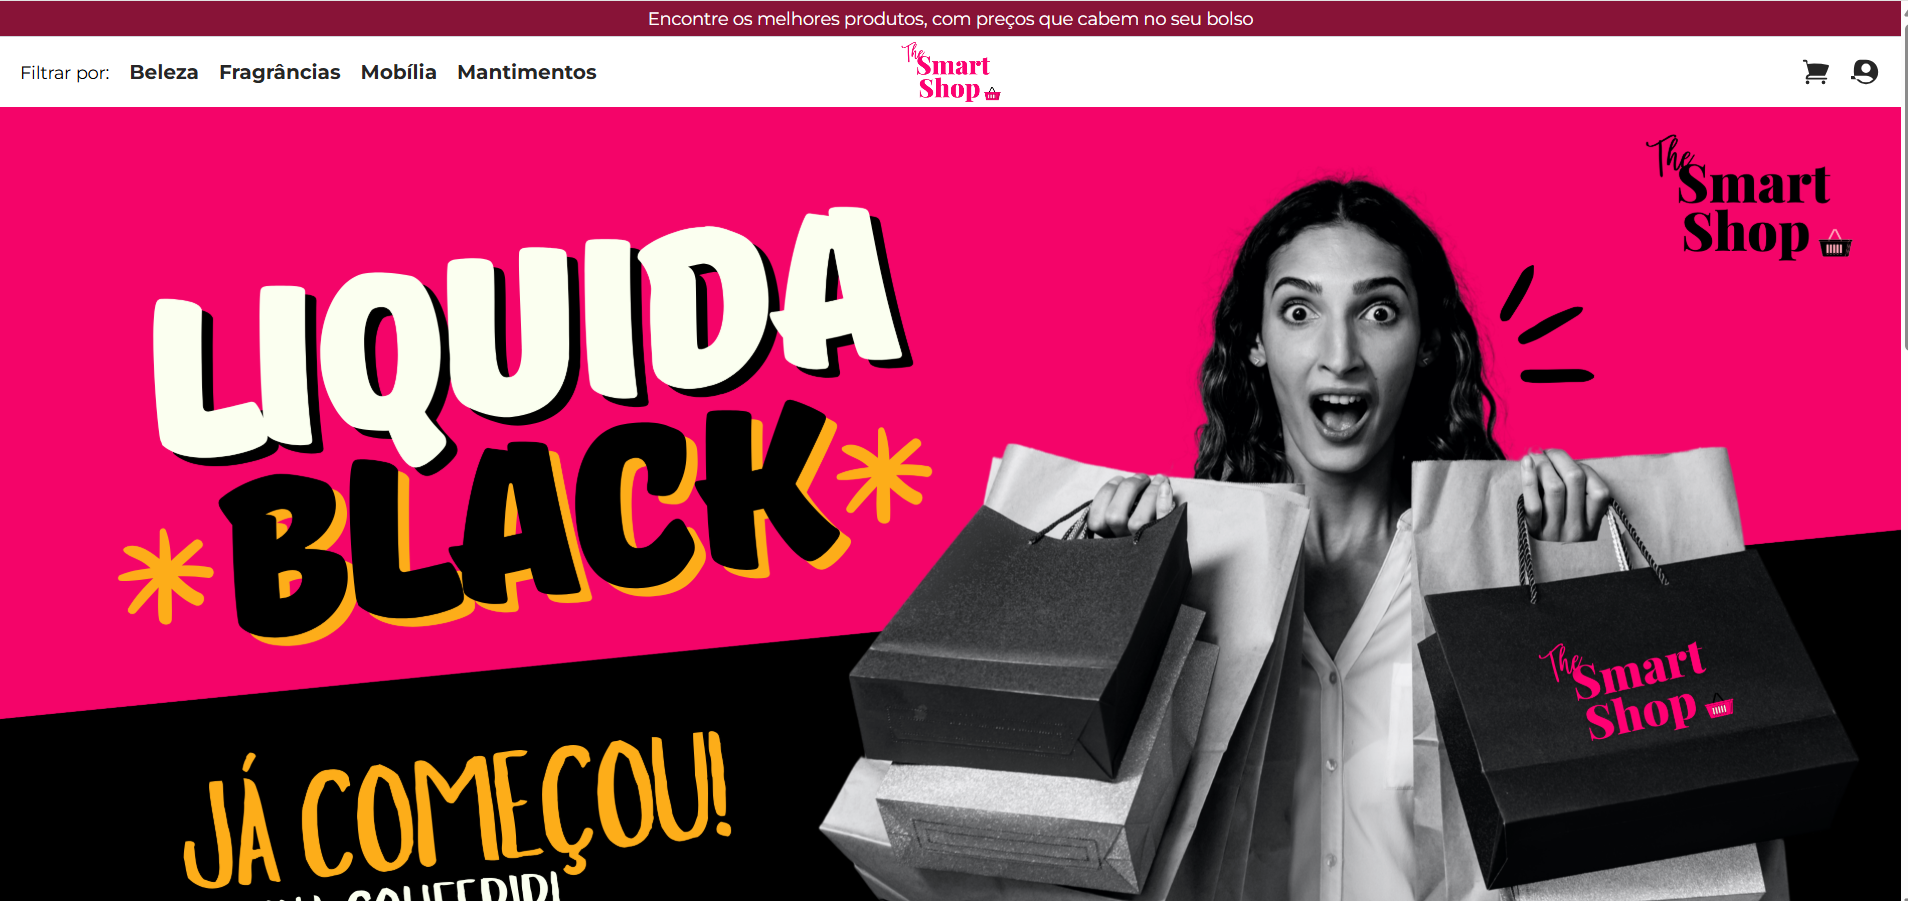 Encontre os melhores produtos, com preços que cabem no seu bolso
Filtrar por: Beleza Fragrâncias Mobília Mantimentos
The
Smart
Shop
The
Smart
Shop
LIQUIDA
BLACK
The
Smart
Shop
JÁ COMEÇOU!